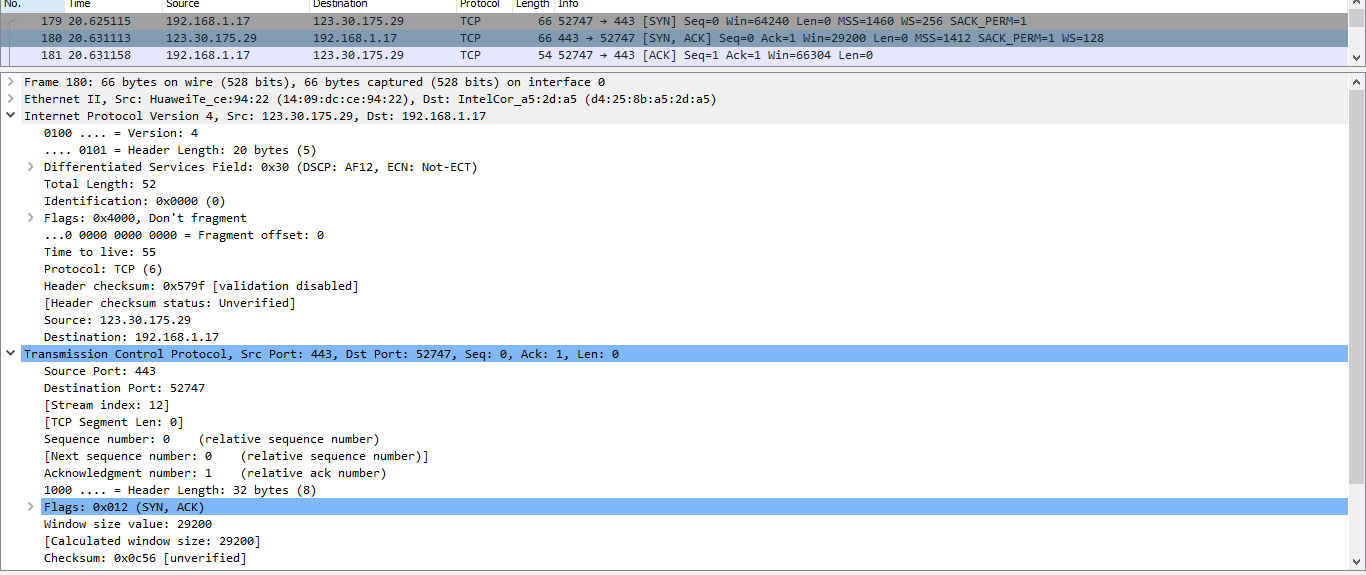 No. Time Source Destination Protocol Length Info
179 20.625115 192.168.1.17 123.30.175.29 TCP 66 52747 → 443 [SYN] Seq=0 Win=64240 Len=0 MSS=1460 WS=256 SACK_PERM=1
180 20.631113 123.30.175.29 192.168.1.17 TCP 66 443 → 52747 [SYN, ACK] Seq=0 Ack=1 Win=29200 Len=0 MSS=1412 SACK_PERM=1 WS=128
181 20.631158 192.168.1.17 123.30.175.29 TCP 54 52747 → 443 [ACK] Seq=1 Ack=1 Win=66304 Len=0
Frame 180: 66 bytes on wire (528 bits), 66 bytes captured (528 bits) on interface 0
Ethernet II, Src: HuaweiTe_ce:94:22 (14:09:dc:ce:94:22), Dst: IntelCor_a5:2d:a5 (d4:25:8b:a5:2d:a5)
Internet Protocol Version 4, Src: 123.30.175.29, Dst: 192.168.1.17
0100 .... = Version: 4
.... 0101 = Header Length: 20 bytes (5)
Differentiated Services Field: 0x30 (DSCP: AF12, ECN: Not-ECT)
Total Length: 52
Identification: 0x0000 (0)
Flags: 0x4000, Don't fragment
...0 0000 0000 0000 = Fragment offset: 0
Time to live: 55
Protocol: TCP (6)
Header checksum: 0x579f [validation disabled]
[Header checksum status: Unverified]
Source: 123.30.175.29
Destination: 192.168.1.17
Transmission Control Protocol, Src Port: 443, Dst Port: 52747, Seq: 0, Ack: 1, Len: 0
Source Port: 443
Destination Port: 52747
[Stream index: 12]
[TCP Segment Len: 0]
Sequence number: 0 (relative sequence number)
[Next sequence number: 0 (relative sequence number)]
Acknowledgment number: 1 (relative ack number)
1000 .... = Header Length: 32 bytes (8)
Flags: 0x012 (SYN, ACK)
Window size value: 29200
[Calculated window size: 29200]
Checksum: 0x0c56 [unverified]